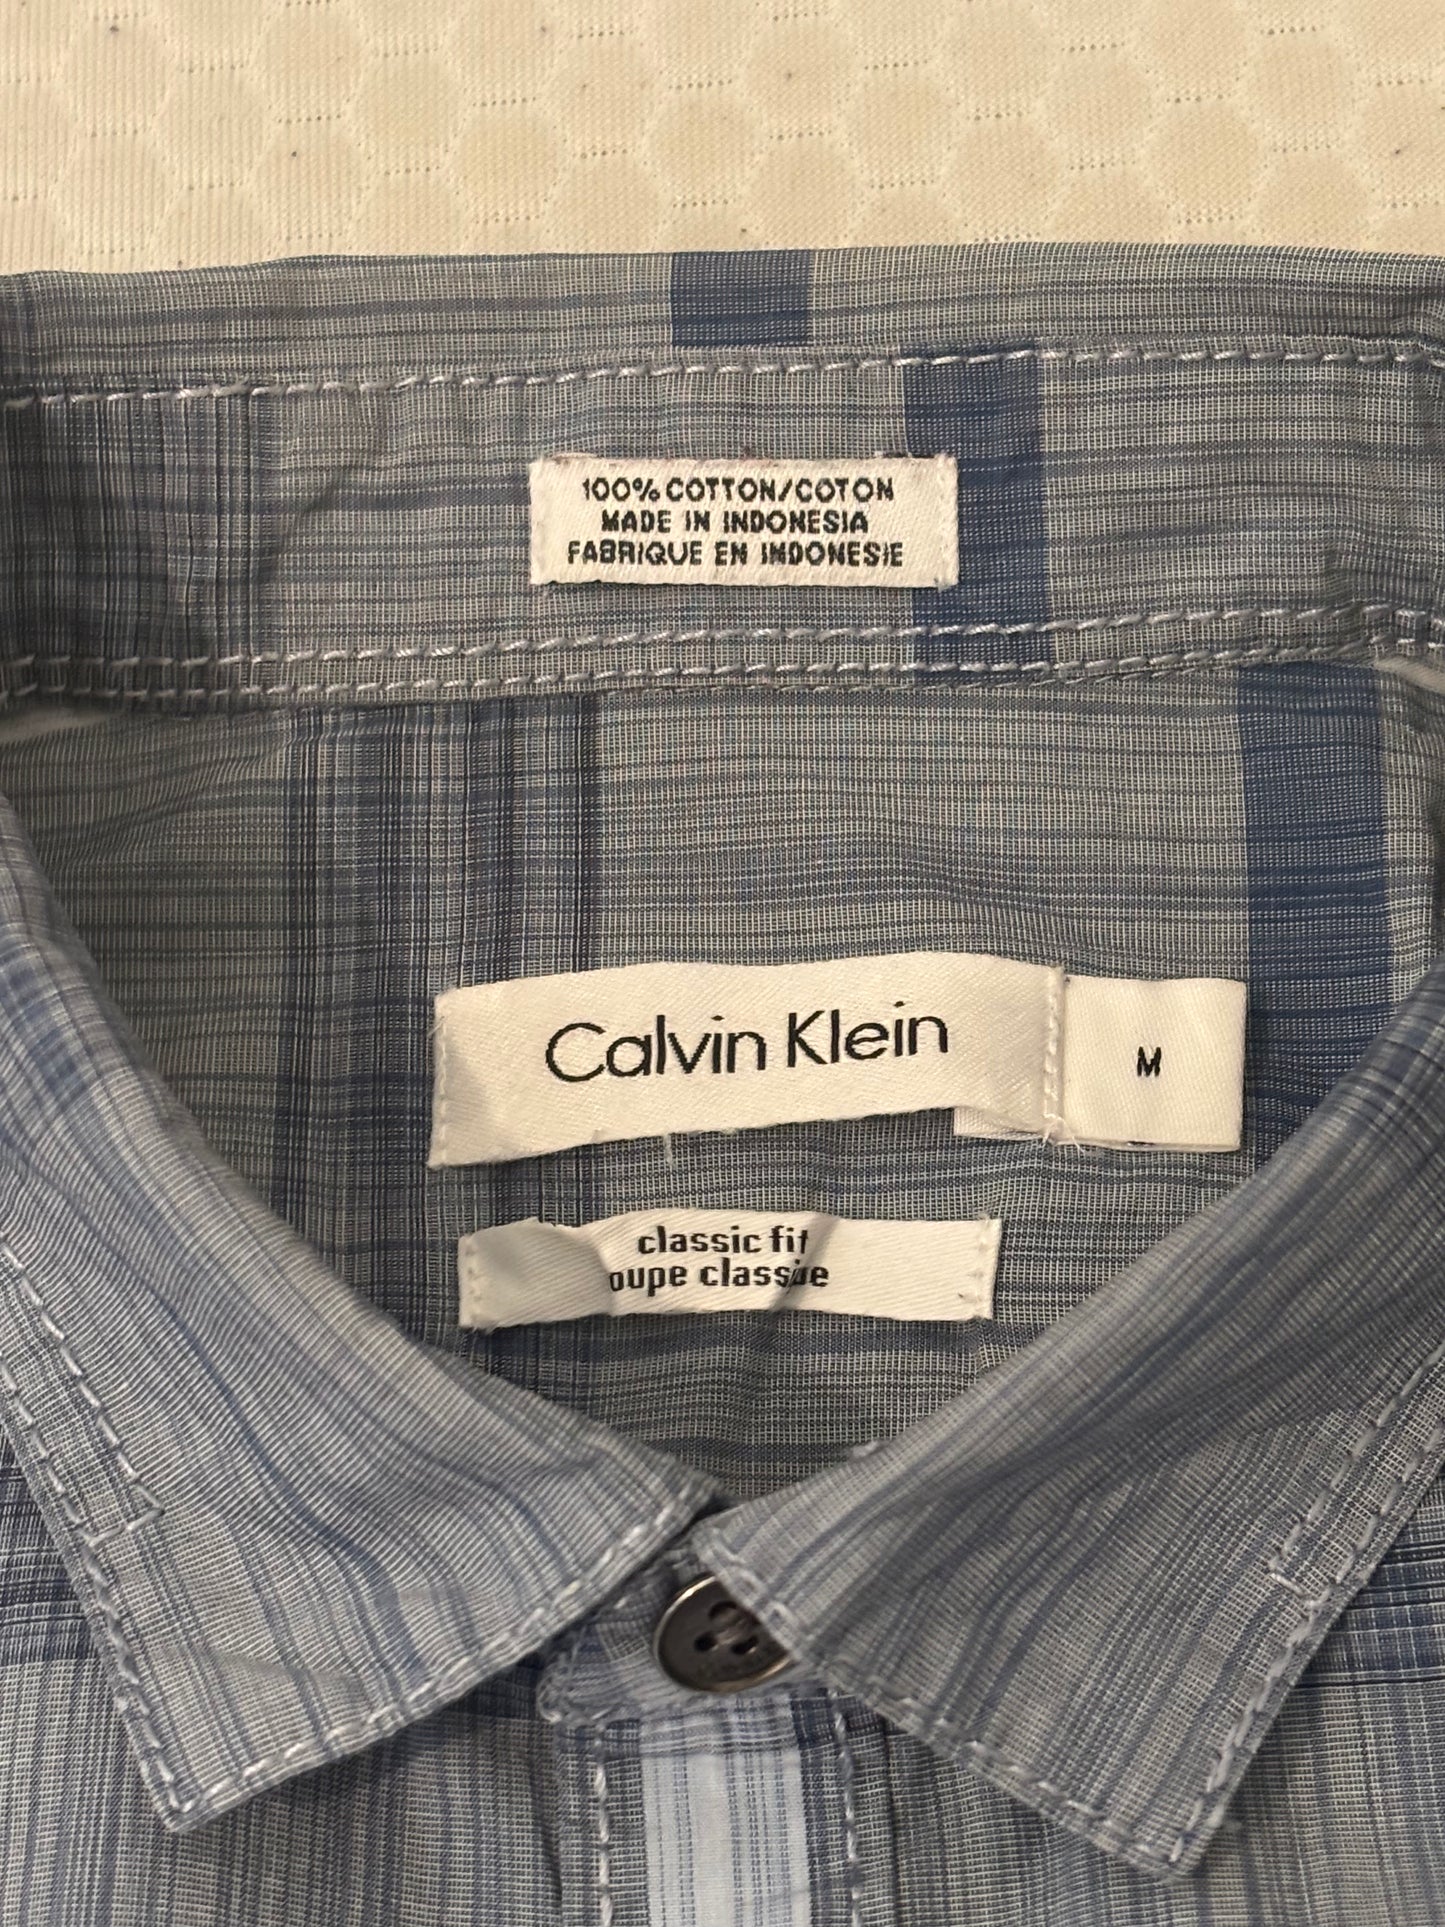 100% COTTON/COTON
MADE IN INDONESIA
FABRIQUE EN INDONESIE
Calvin Klein
M
classic fit
oupe classique